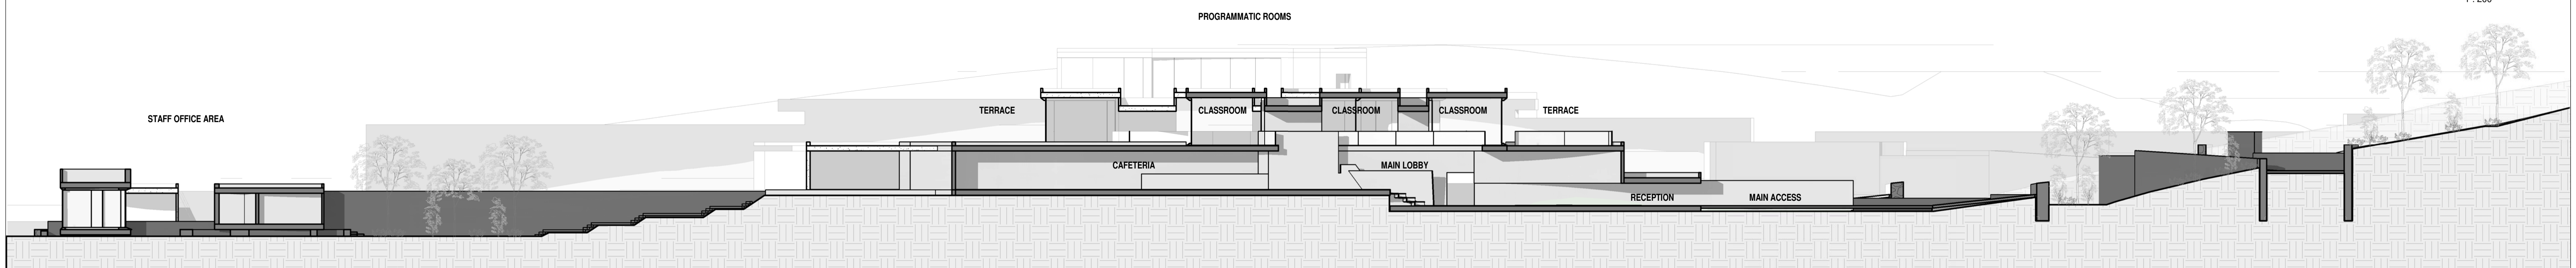 PROGRAMMATIC ROOMS
TERRACE
CLASSROOM
CLASSROOM
CLASSROOM
TERRACE
STAFF OFFICE AREA
CAFETERIA
MAIN LOBBY
RECEPTION
MAIN ACCESS